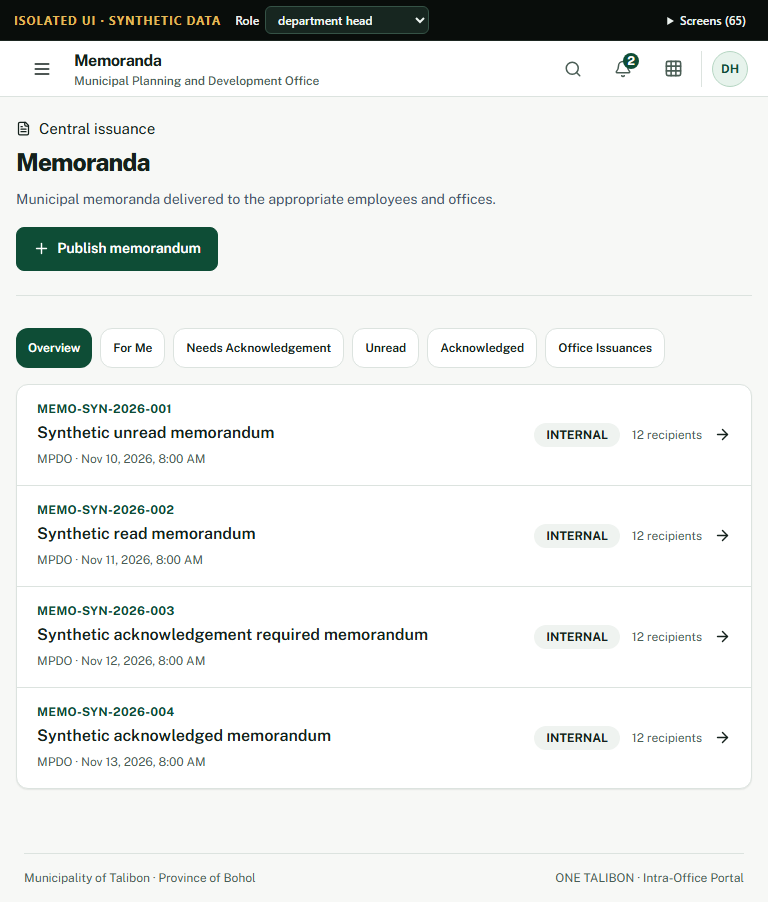 ISOLATED UI · SYNTHETIC DATA Role department head ▶ Screens (65)
Memoranda
Municipal Planning and Development Office
2
DH
Central issuance
Memoranda
Municipal memoranda delivered to the appropriate employees and offices.
+ Publish memorandum
Overview For Me Needs Acknowledgement Unread Acknowledged Office Issuances
MEMO-SYN-2026-001
Synthetic unread memorandum
MPDO · Nov 10, 2026, 8:00 AM
INTERNAL 12 recipients →
MEMO-SYN-2026-002
Synthetic read memorandum
MPDO · Nov 11, 2026, 8:00 AM
INTERNAL 12 recipients →
MEMO-SYN-2026-003
Synthetic acknowledgement required memorandum
MPDO · Nov 12, 2026, 8:00 AM
INTERNAL 12 recipients →
MEMO-SYN-2026-004
Synthetic acknowledged memorandum
MPDO · Nov 13, 2026, 8:00 AM
INTERNAL 12 recipients →
Municipality of Talibon · Province of Bohol
ONE TALIBON · Intra-Office Portal